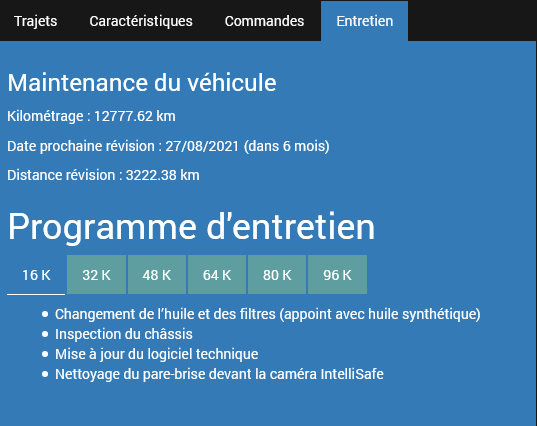 Trajets Caractéristiques Commandes Entretien
Maintenance du véhicule
Kilométrage : 12777.62 km
Date prochaine révision : 27/08/2021 (dans 6 mois)
Distance révision : 3222.38 km
Programme d'entretien
16 K 32 K 48 K 64 K 80 K 96 K
Changement de l'huile et des filtres (appoint avec huile synthétique)
Inspection du châssis
Mise à jour du logiciel technique
Nettoyage du pare-brise devant la caméra IntelliSafe